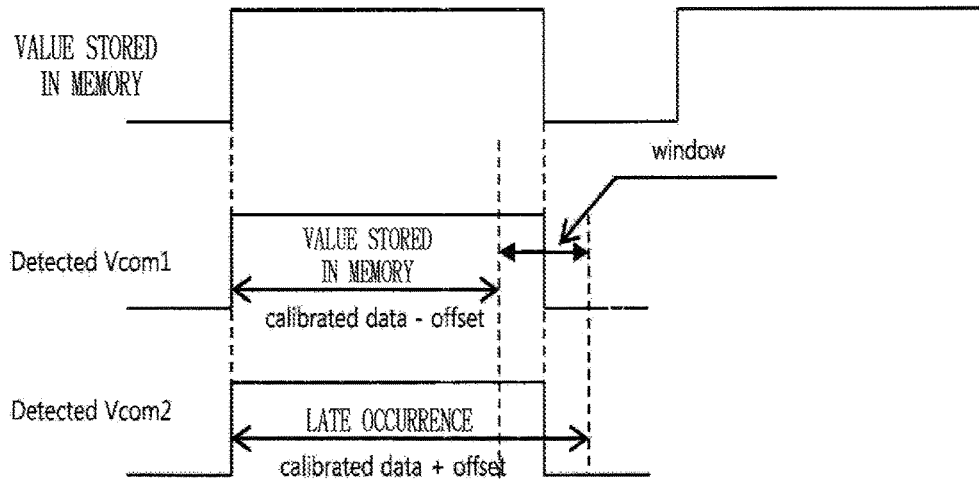 VALUE STORED
IN MEMORY
window
Detected Vcom1
VALUE STORED
IN MEMORY
calibrated data - offset
Detected Vcom2
LATE OCCURRENCE
calibrated data + offset